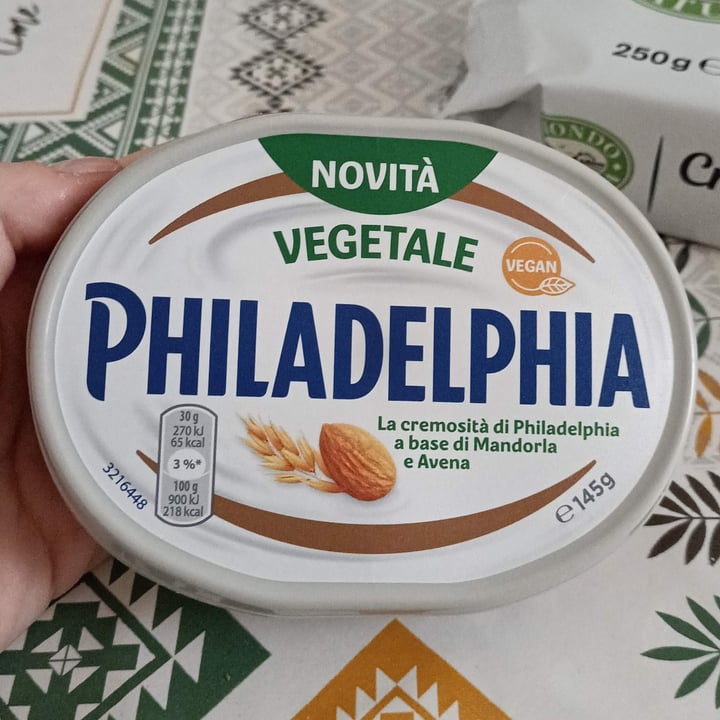 NOVITÀ
VEGETALE
VEGAN
PHILADELPHIA
La cremosità di Philadelphia
a base di Mandorla
e Avena
30 g
270 kJ
65 kcal
3 %*
100 g
900 kJ
218 kcal
3216448
e 145g
250 g e